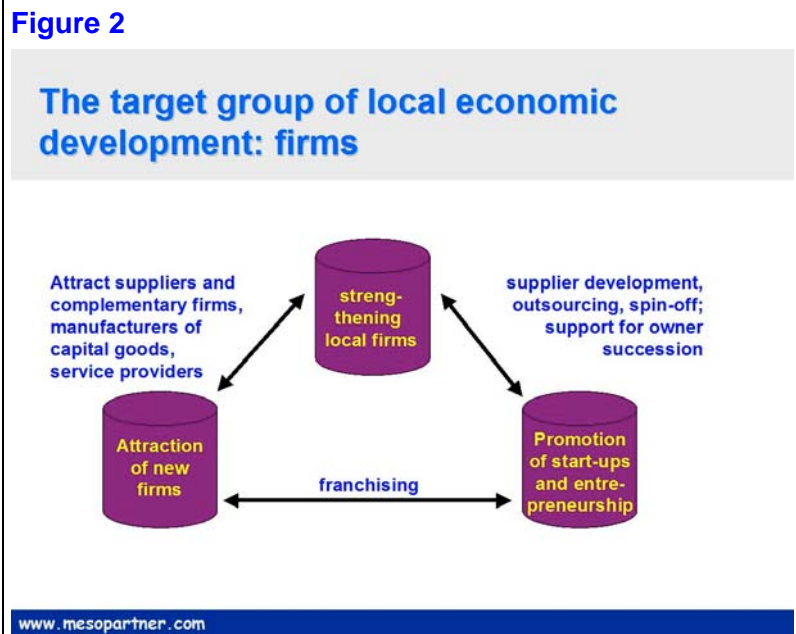 Figure 2
The target group of local economic
development: firms
Attract suppliers and
complementary firms,
manufacturers of
capital goods,
service providers
streng-
thening
local firms
supplier development,
outsourcing, spin-off;
support for owner
succession
Attraction
of new
firms
franchising
Promotion
of start-ups
and entre-
preneurship
www.mesopartner.com